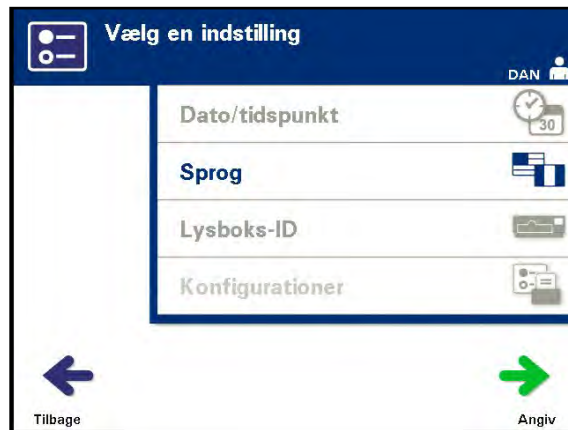 Vælg en indstilling
DAN
Dato/tidspunkt
30
Sprog
Lysboks-ID
Konfigurationer
Tilbage
Angiv